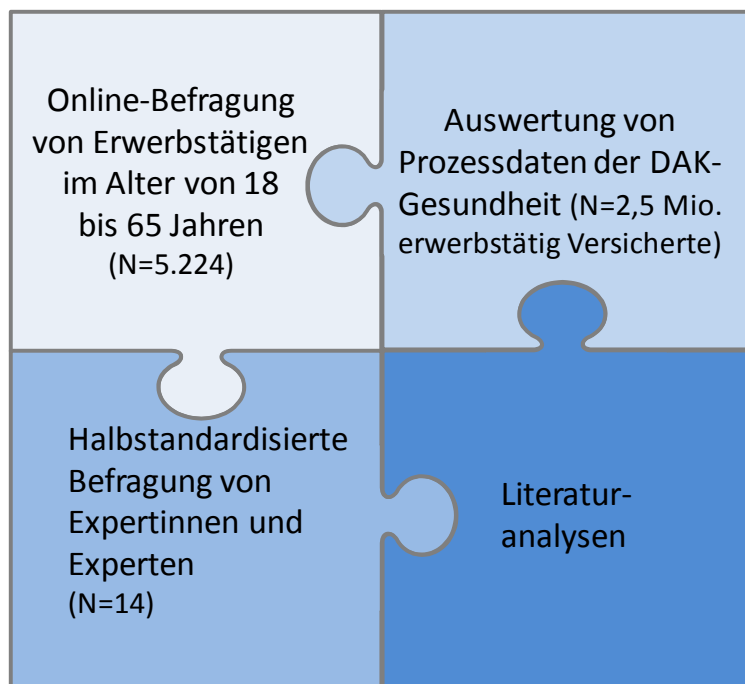 Online-Befragung
von Erwerbstätigen
im Alter von 18
bis 65 Jahren
(N=5.224)
Auswertung von
Prozessdaten der DAK-
Gesundheit (N=2,5 Mio.
erwerbstätig Versicherte)
Halbstandardisierte
Befragung von
Expertinnen und
Experten
(N=14)
Literatur-
analysen